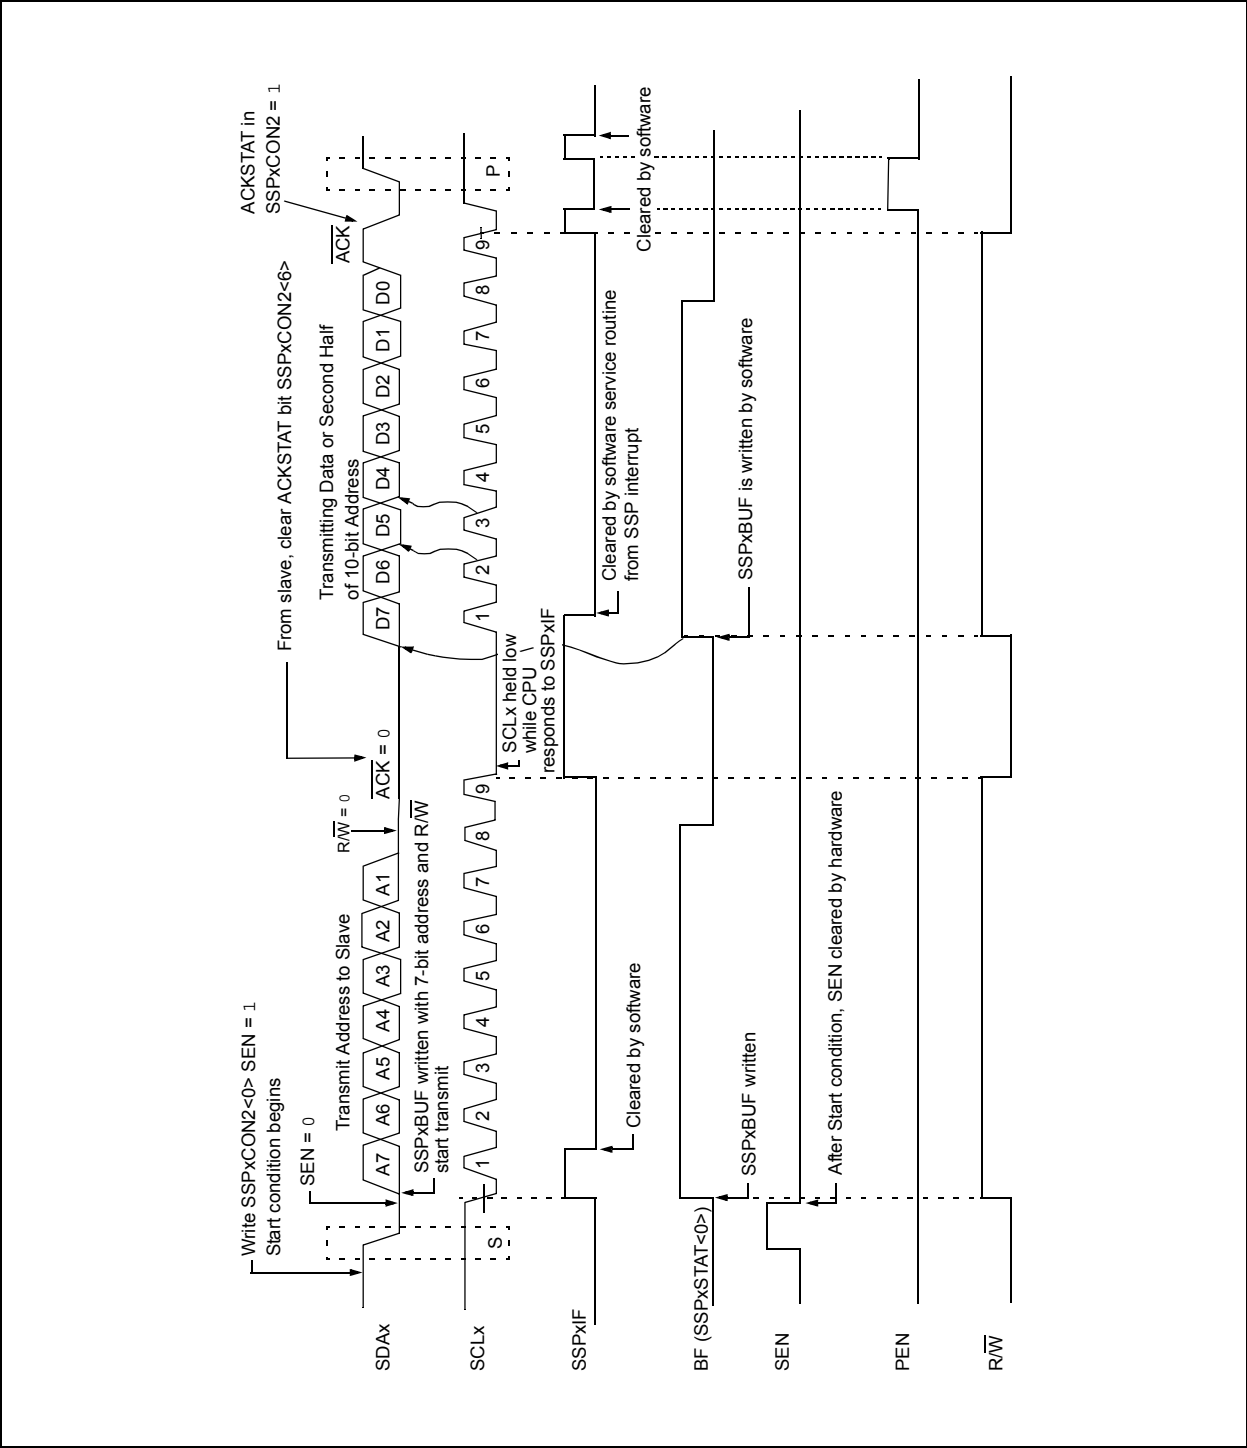 Write SSPxCON2<0> SEN = 1
Start condition begins
SEN = 0
From slave, clear ACKSTAT bit SSPxCON2<6>
ACKSTAT in
SSPxCON2 = 1
Transmit Address to Slave
R/W = 0
ACK = 0
Transmitting Data or Second Half
of 10-bit Address
ACK
SDAx
A7 A6 A5 A4 A3 A2 A1
D7 D6 D5 D4 D3 D2 D1 D0
SSPxBUF written with 7-bit address and R/W
start transmit
SCLx
S
1 2 3 4 5 6 7 8 9
1 2 3 4 5 6 7 8 9
P
SCLx held low
while CPU
responds to SSPxIF
SSPxIF
Cleared by software
Cleared by software service routine
from SSP interrupt
Cleared by software
Cleared by software
BF (SSPxSTAT<0>)
SSPxBUF written
SSPxBUF is written by software
SEN
After Start condition, SEN cleared by hardware
PEN
R/W